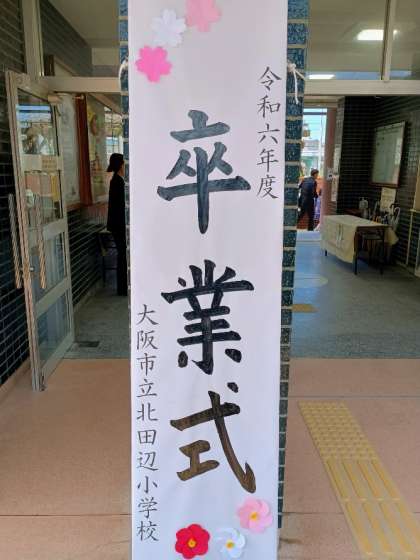 令和六年度
卒業式
大阪市立北田辺小学校